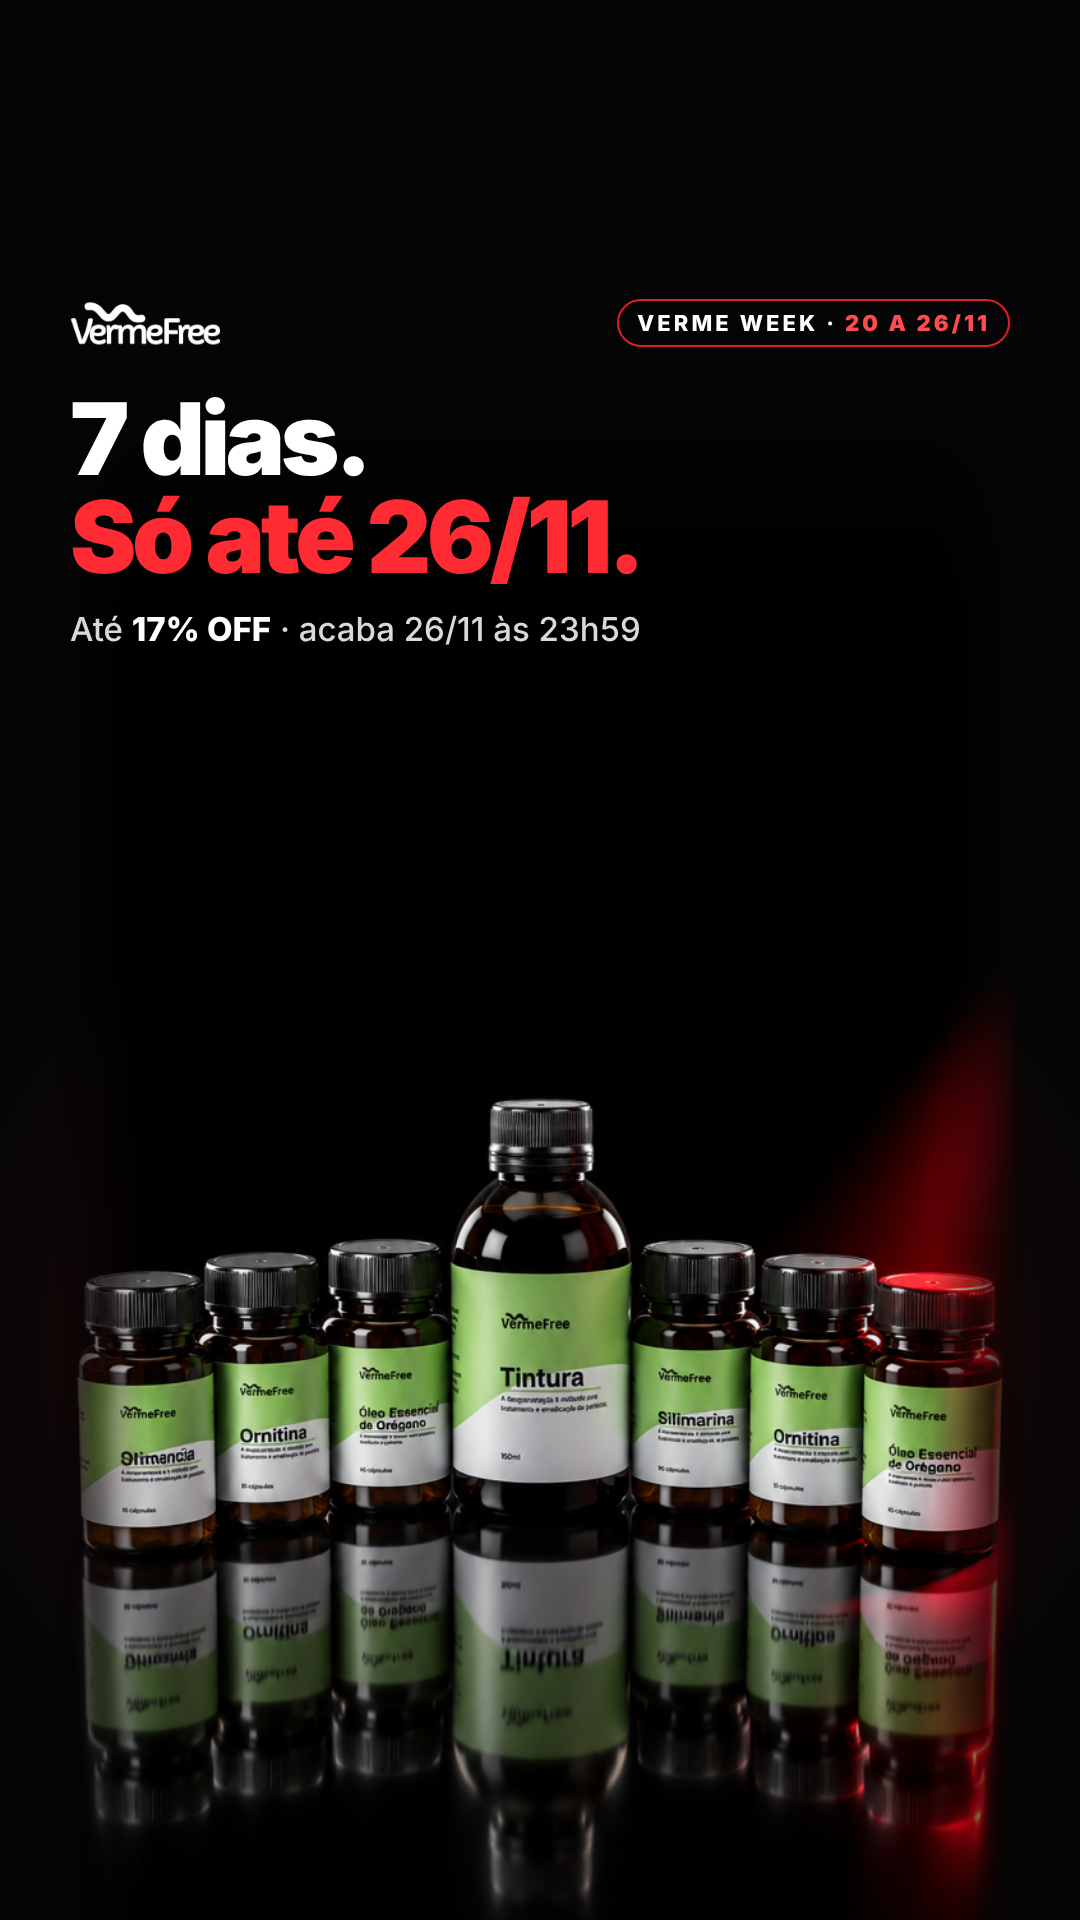 VermeFree
VERME WEEK · 20 A 26/11
7 dias.
Só até 26/11.
Até 17% OFF · acaba 26/11 às 23h59
VermeFree
Tintura
150ml
VermeFree
Óleo Essencial
de Orégano
VermeFree
Silimarina
VermeFree
Ornitina
VermeFree
Ornitina
VermeFree
VermeFree
Óleo Essencial
de Orégano